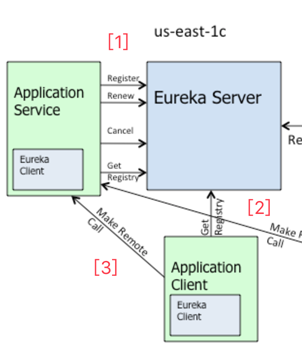 [1]
us-east-1c
Application
Service
Eureka
Client
Register
Renew
Cancel
Get
Registry
Eureka Server
Re
[2]
Get
Registry
Make Remote
Call
[3]
Make R
Call
Application
Client
Eureka
Client